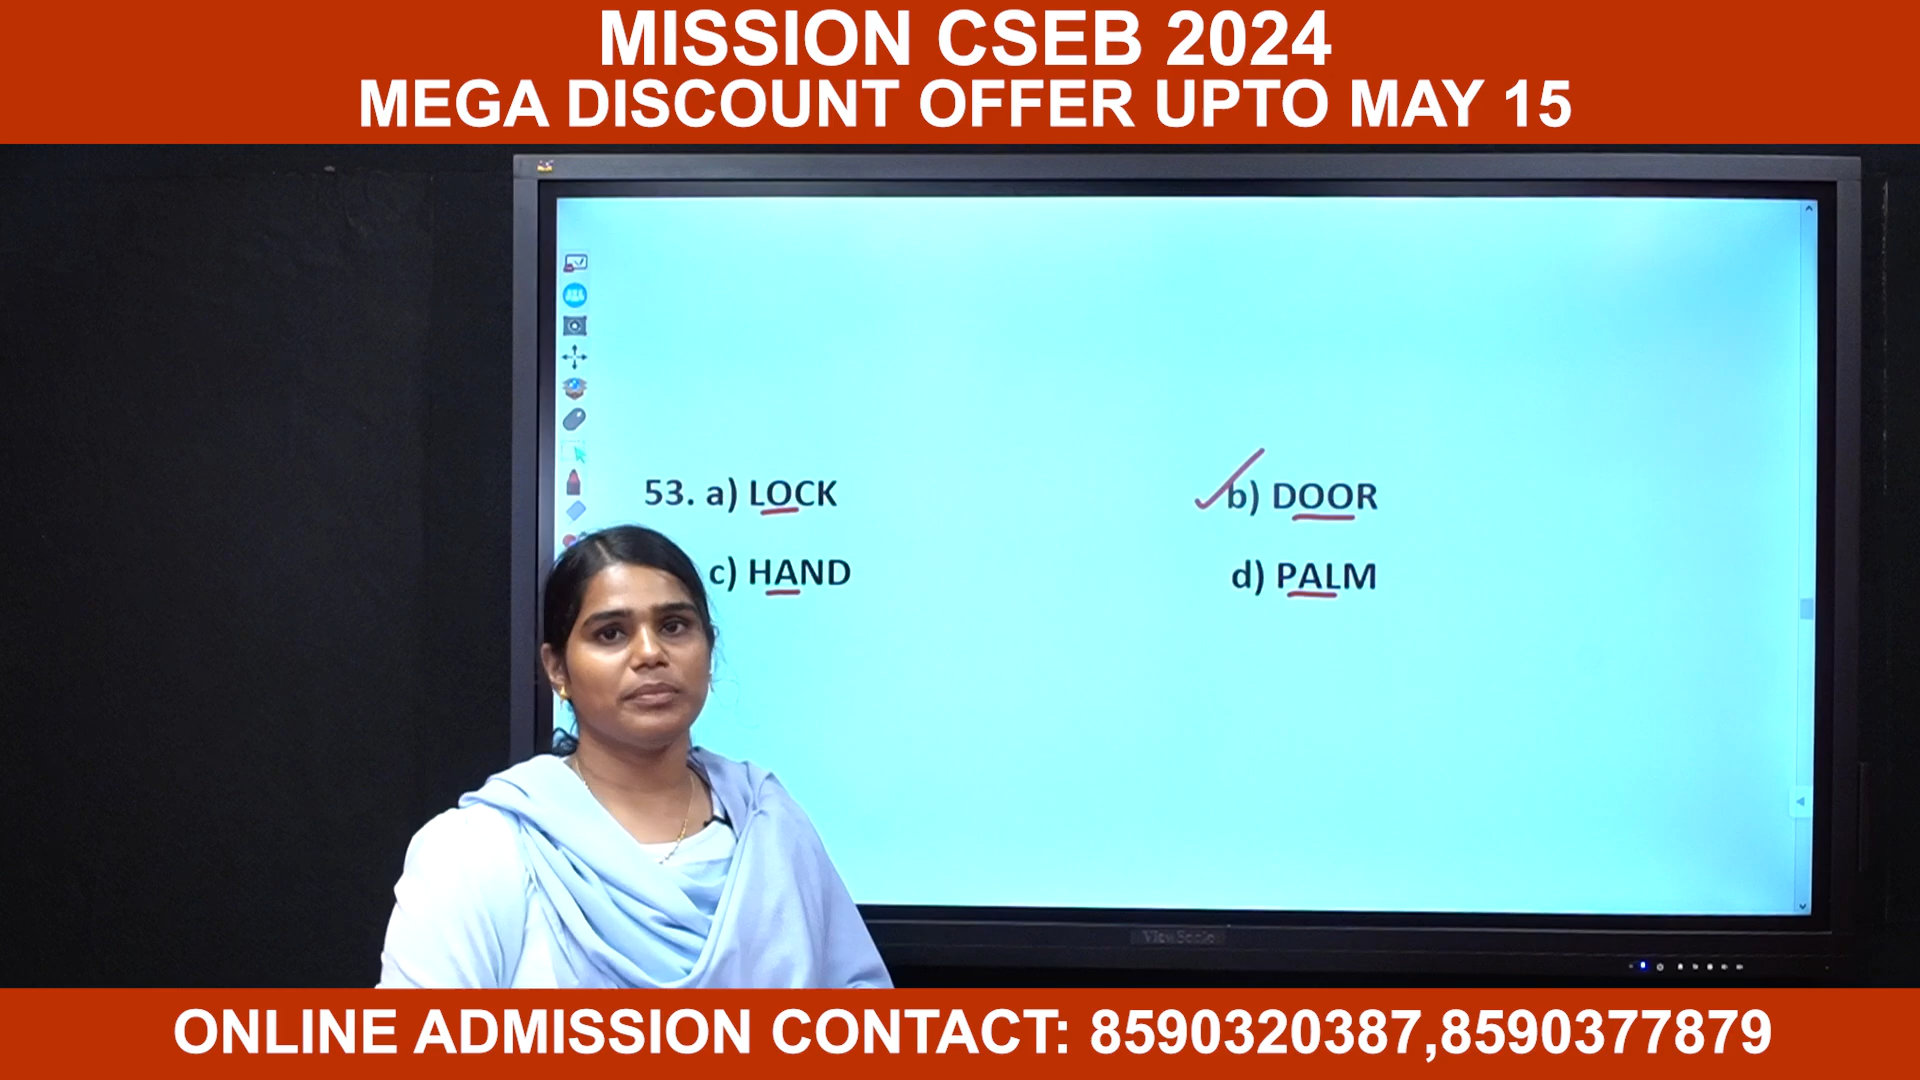 MISSION CSEB 2024
MEGA DISCOUNT OFFER UPTO MAY 15
53. a) LOCK
b) DOOR
c) HAND
d) PALM
ViewSonic
ONLINE ADMISSION CONTACT: 8590320387,8590377879